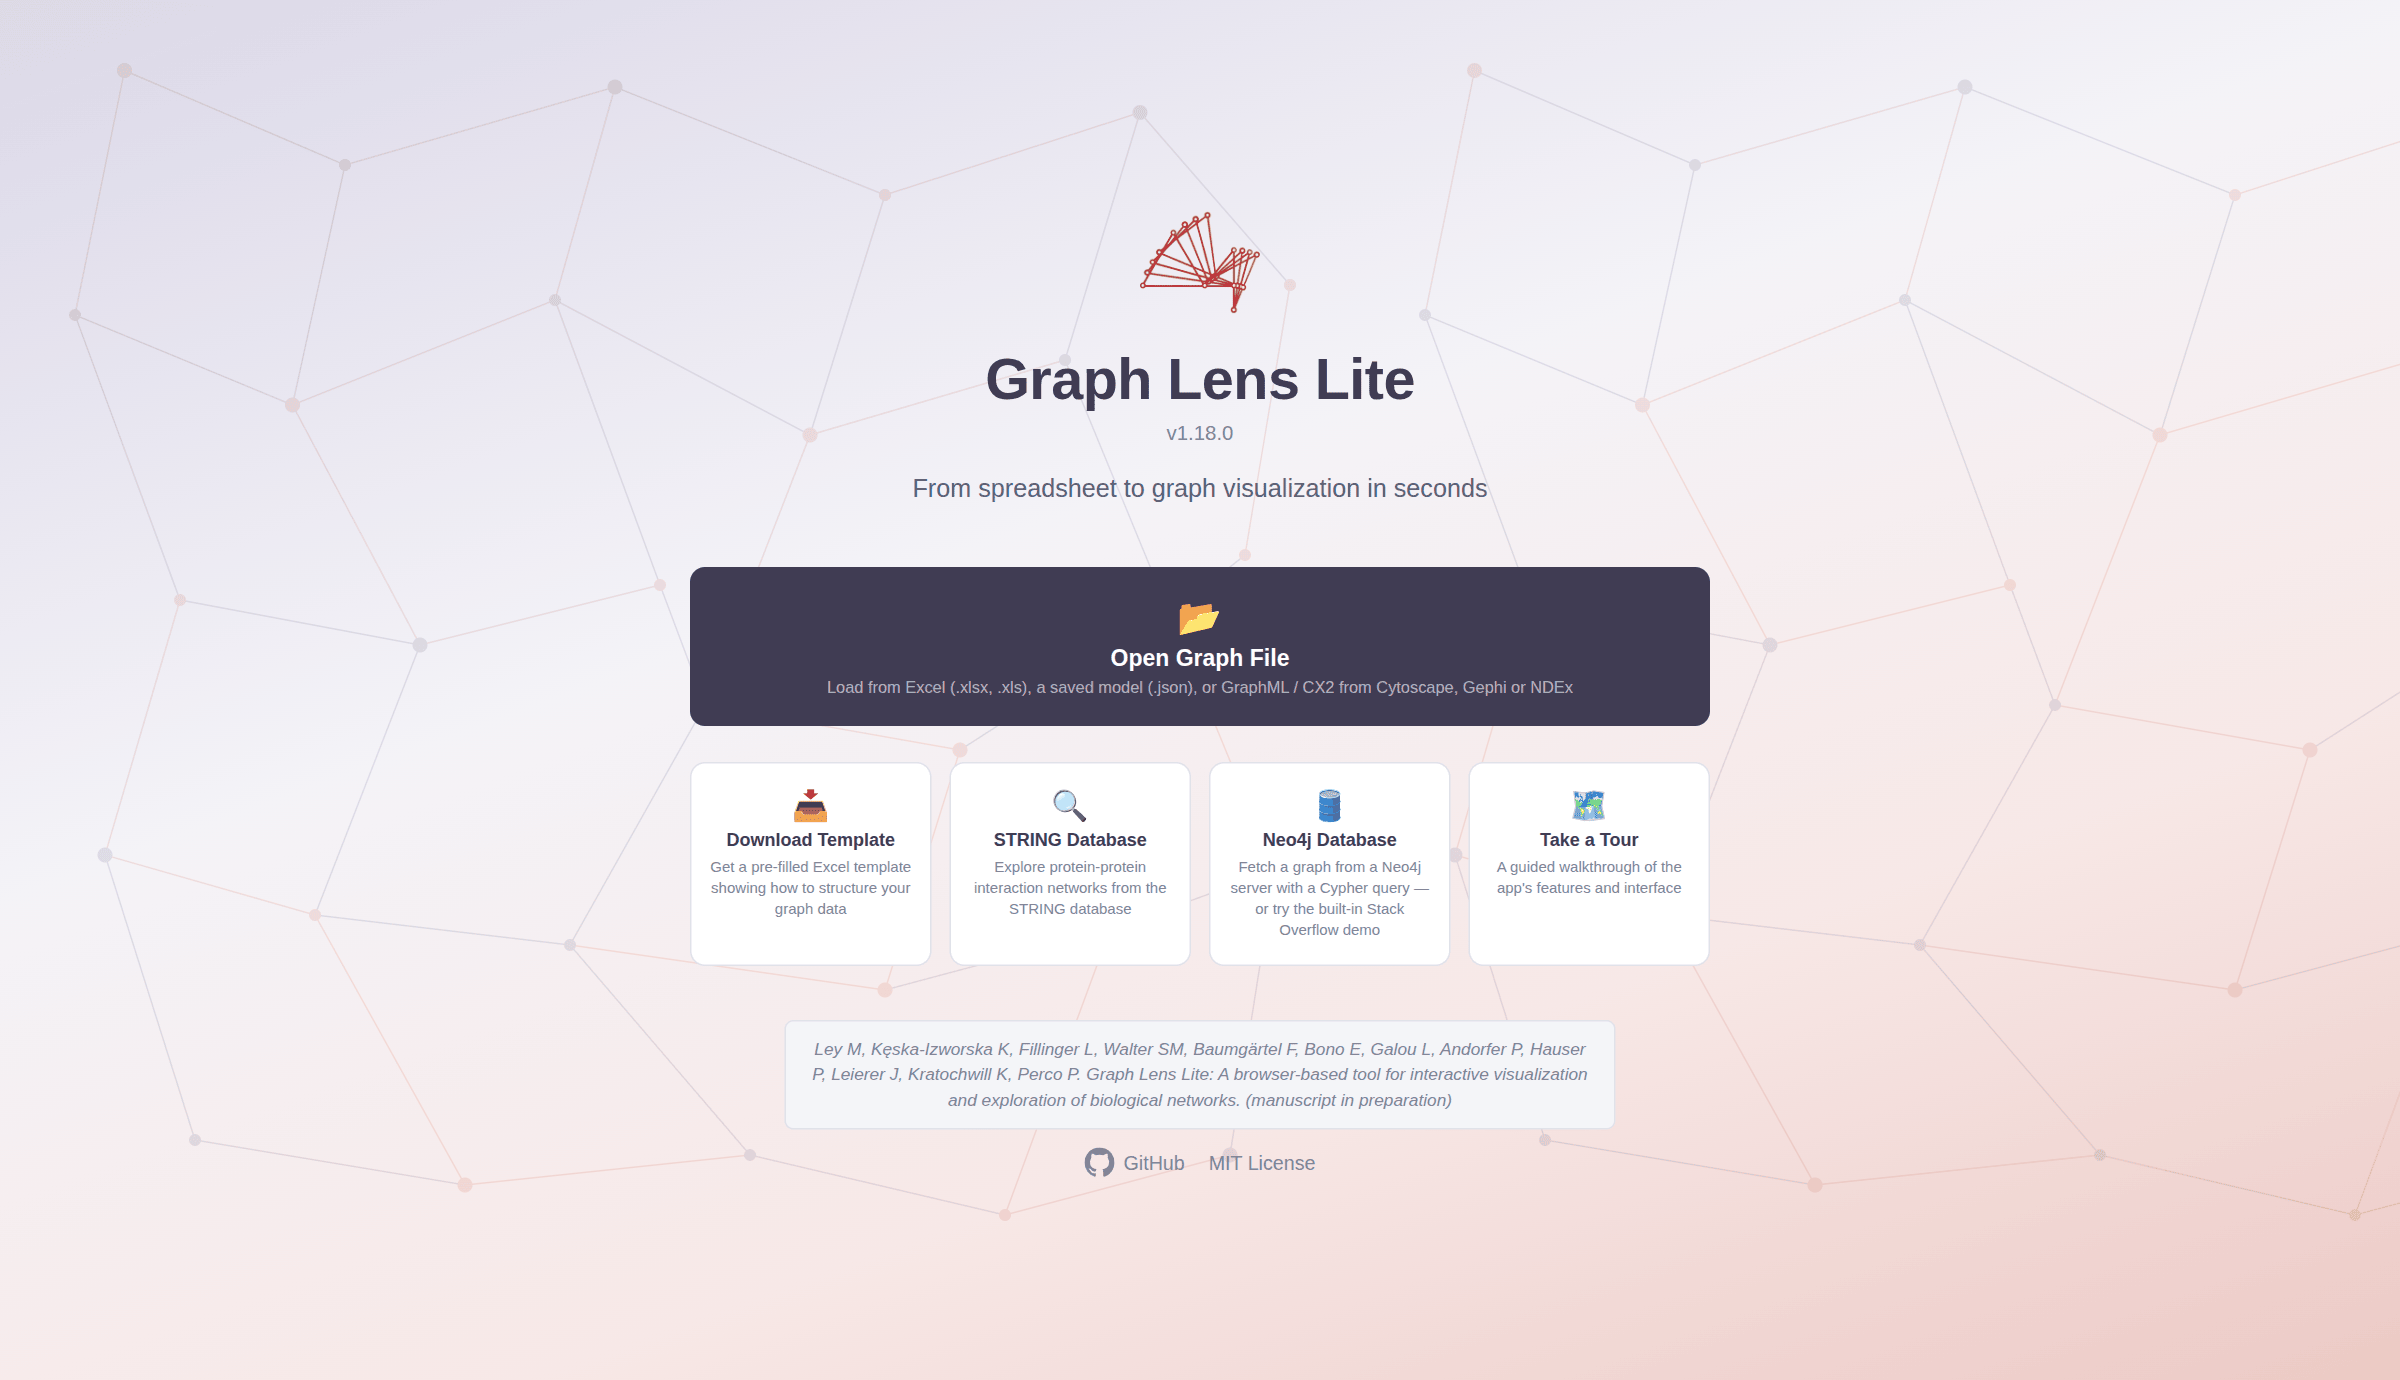 Graph Lens Lite
v1.18.0
From spreadsheet to graph visualization in seconds
Open Graph File
Load from Excel (.xlsx, .xls), a saved model (.json), or GraphML / CX2 from Cytoscape, Gephi or NDEx
Download Template
Get a pre-filled Excel template
showing how to structure your
graph data
STRING Database
Explore protein-protein
interaction networks from the
STRING database
Neo4j Database
Fetch a graph from a Neo4j
server with a Cypher query —
or try the built-in Stack
Overflow demo
Take a Tour
A guided walkthrough of the
app's features and interface
Ley M, Kęska-Izworska K, Fillinger L, Walter SM, Baumgärtel F, Bono E, Galou L, Andorfer P, Hauser
P, Leierer J, Kratochwill K, Perco P. Graph Lens Lite: A browser-based tool for interactive visualization
and exploration of biological networks. (manuscript in preparation)
GitHub MIT License